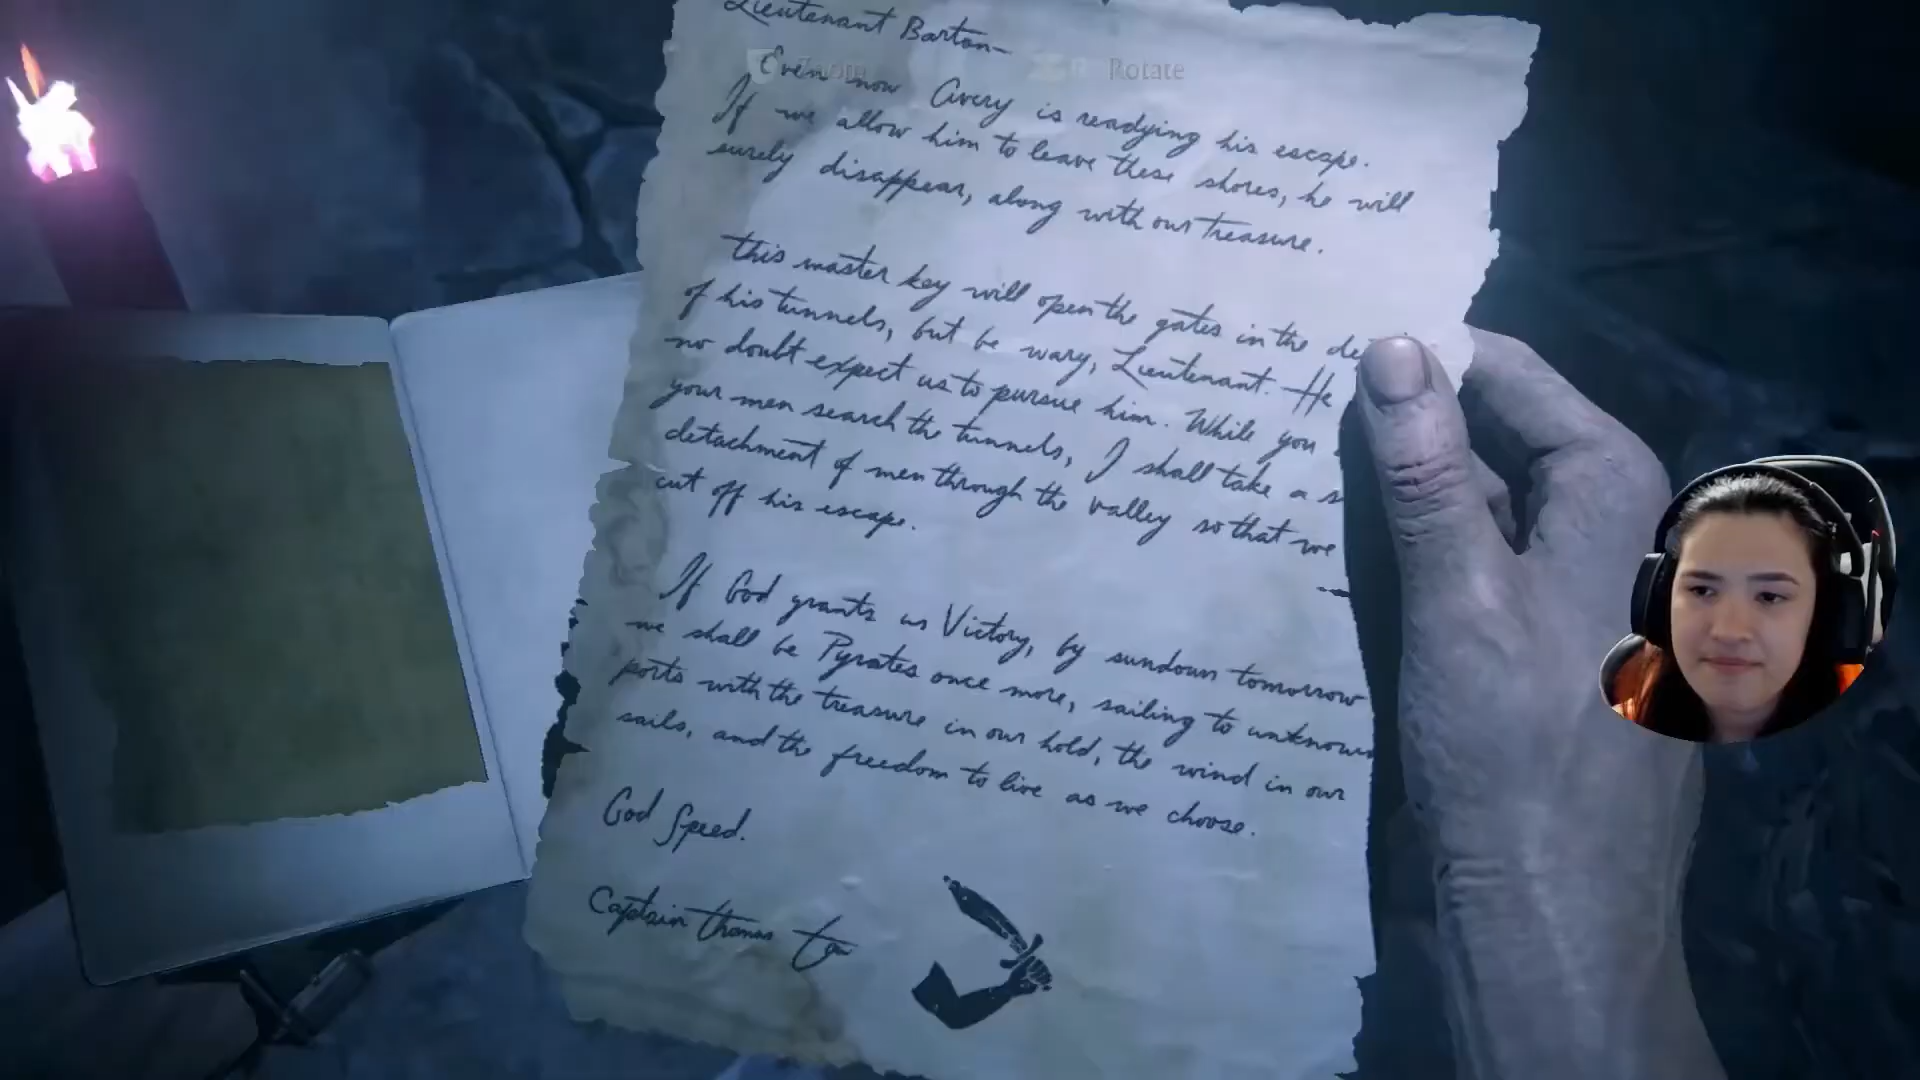 Lieutenant Barton-
Zoom
R
Rotate
Even now Avery is readying his escape.
If we allow him to leave these shores, he will
surely disappear, along with our treasure.
This master key will open the gates in the de
of his tunnels, but be wary, Lieutenant. He
no doubt expect us to pursue him. While you
your men search the tunnels, I shall take a s
detachment of men through the valley so that we
cut off his escape.
If God grants us Victory, by sundown tomorrow
we shall be Pyrates once more, sailing to unknown
ports with the treasure in our hold, the wind in our
sails, and the freedom to live as we choose.
God Speed.
Captain Thomas Tew